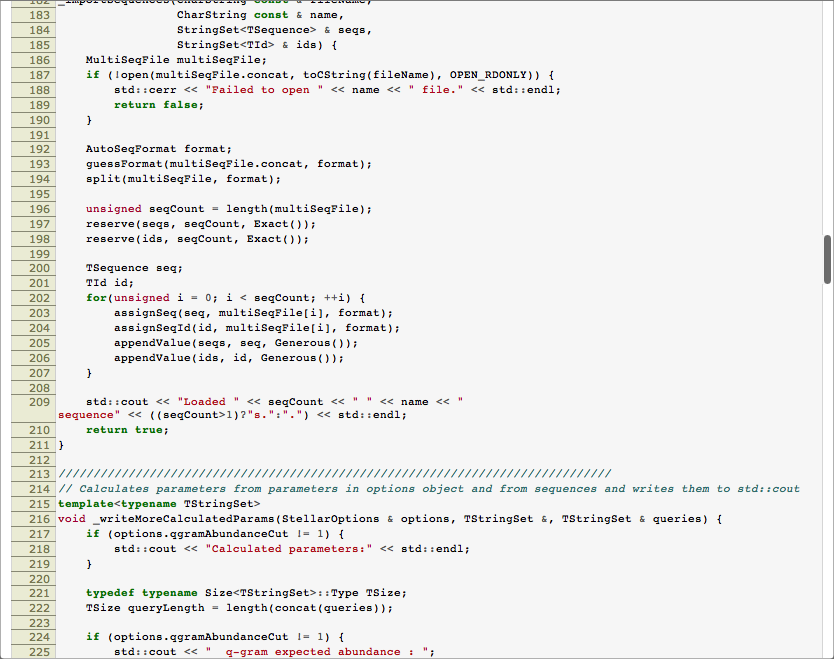 182 _importSequences(CharString const & fileName,
183                  CharString const & name,
184                  StringSet<TSequence> & seqs,
185                  StringSet<TId> & ids) {
186     MultiSeqFile multiSeqFile;
187     if (!open(multiSeqFile.concat, toCString(fileName), OPEN_RDONLY)) {
188         std::cerr << "Failed to open " << name << " file." << std::endl;
189         return false;
190     }
191
192     AutoSeqFormat format;
193     guessFormat(multiSeqFile.concat, format);
194     split(multiSeqFile, format);
195
196     unsigned seqCount = length(multiSeqFile);
197     reserve(seqs, seqCount, Exact());
198     reserve(ids, seqCount, Exact());
199
200     TSequence seq;
201     TId id;
202     for(unsigned i = 0; i < seqCount; ++i) {
203         assignSeq(seq, multiSeqFile[i], format);
204         assignSeqId(id, multiSeqFile[i], format);
205         appendValue(seqs, seq, Generous());
206         appendValue(ids, id, Generous());
207     }
208
209     std::cout << "Loaded " << seqCount << " " << name << "
sequence" << ((seqCount>1)?"s.":".") << std::endl;
210     return true;
211 }
212
213 ///////////////////////////////////////////////////////////////////////////////
214 // Calculates parameters from parameters in options object and from sequences and writes them to std::cout
215 template<typename TStringSet>
216 void _writeMoreCalculatedParams(StellarOptions & options, TStringSet &, TStringSet & queries) {
217     if (options.qgramAbundanceCut != 1) {
218         std::cout << "Calculated parameters:" << std::endl;
219     }
220
221     typedef typename Size<TStringSet>::Type TSize;
222     TSize queryLength = length(concat(queries));
223
224     if (options.qgramAbundanceCut != 1) {
225         std::cout << "  q-gram expected abundance : ";